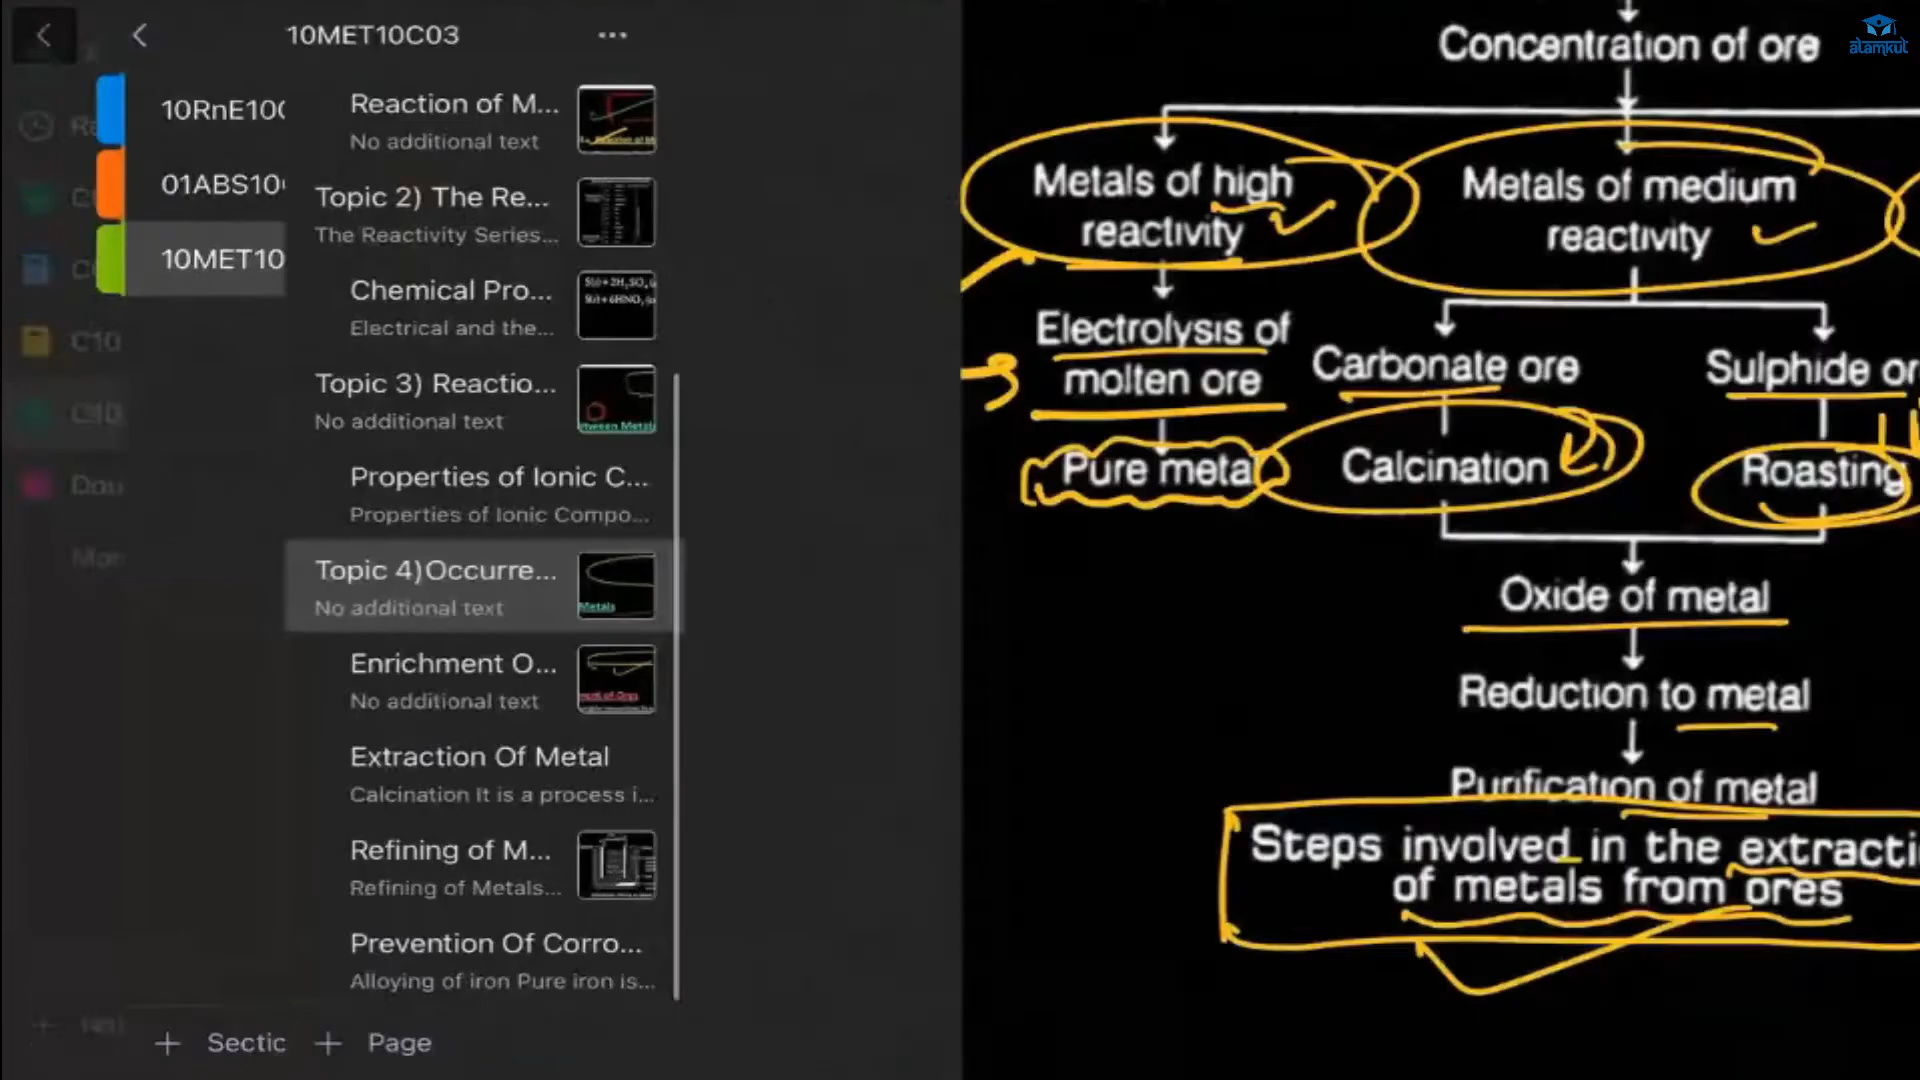 10MET10C03
10RnE10C
01ABS10
10MET10
C10
C10
Reaction of M...
No additional text
Topic 2) The Re...
The Reactivity Series...
Chemical Pro...
Electrical and the...
Topic 3) Reactio...
No additional text
Properties of Ionic C...
Properties of Ionic Compo...
Topic 4)Occurre...
No additional text
Metals
Enrichment O...
No additional text
Extraction Of Metal
Calcination It is a process i...
Refining of M...
Refining of Metals...
Prevention Of Corro...
Alloying of iron Pure iron is...
+ Sectic + Page
alamkut
Concentration of ore
Metals of high
reactivity
Metals of medium
reactivity
Electrolysis of
molten ore
Carbonate ore
Sulphide or
Pure metal
Calcination
Roasting
Oxide of metal
Reduction to metal
Purification of metal
Steps involved in the extracti
of metals from ores